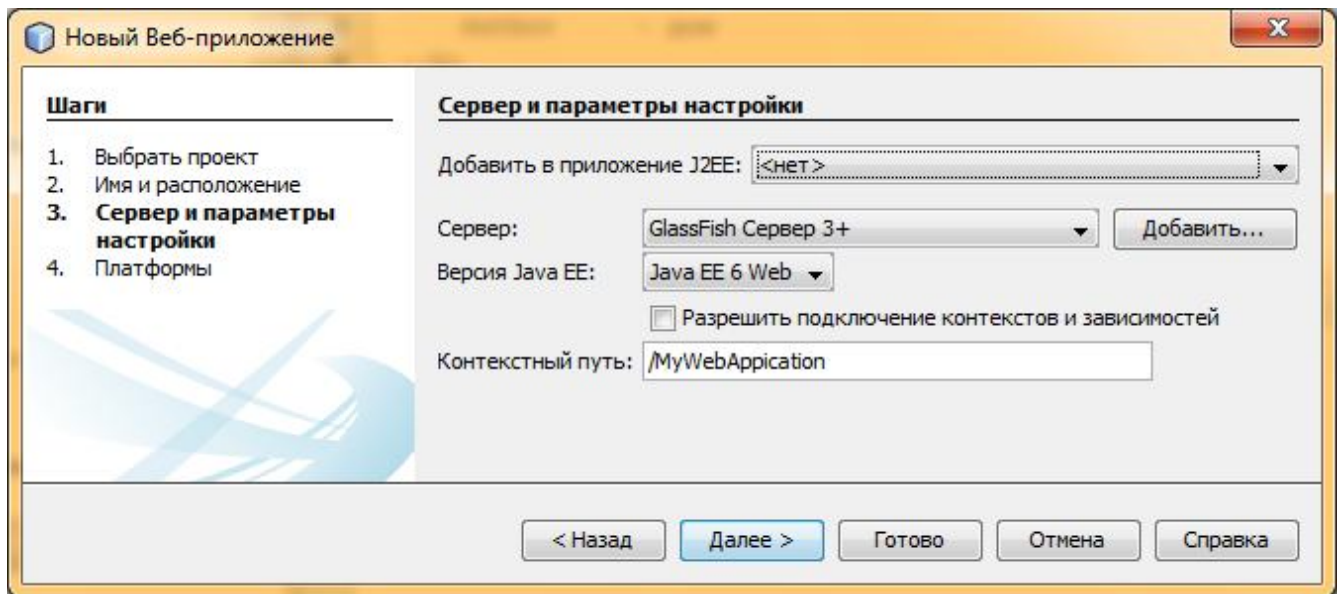 Новый Веб-приложение
Шаги
1. Выбрать проект
2. Имя и расположение
3. Сервер и параметры
настройки
4. Платформы
Сервер и параметры настройки
Добавить в приложение J2EE: <нет>
Сервер: GlassFish Сервер 3+ Добавить...
Версия Java EE: Java EE 6 Web
Разрешить подключение контекстов и зависимостей
Контекстный путь: /MyWebAppication
< Назад Далее > Готово Отмена Справка